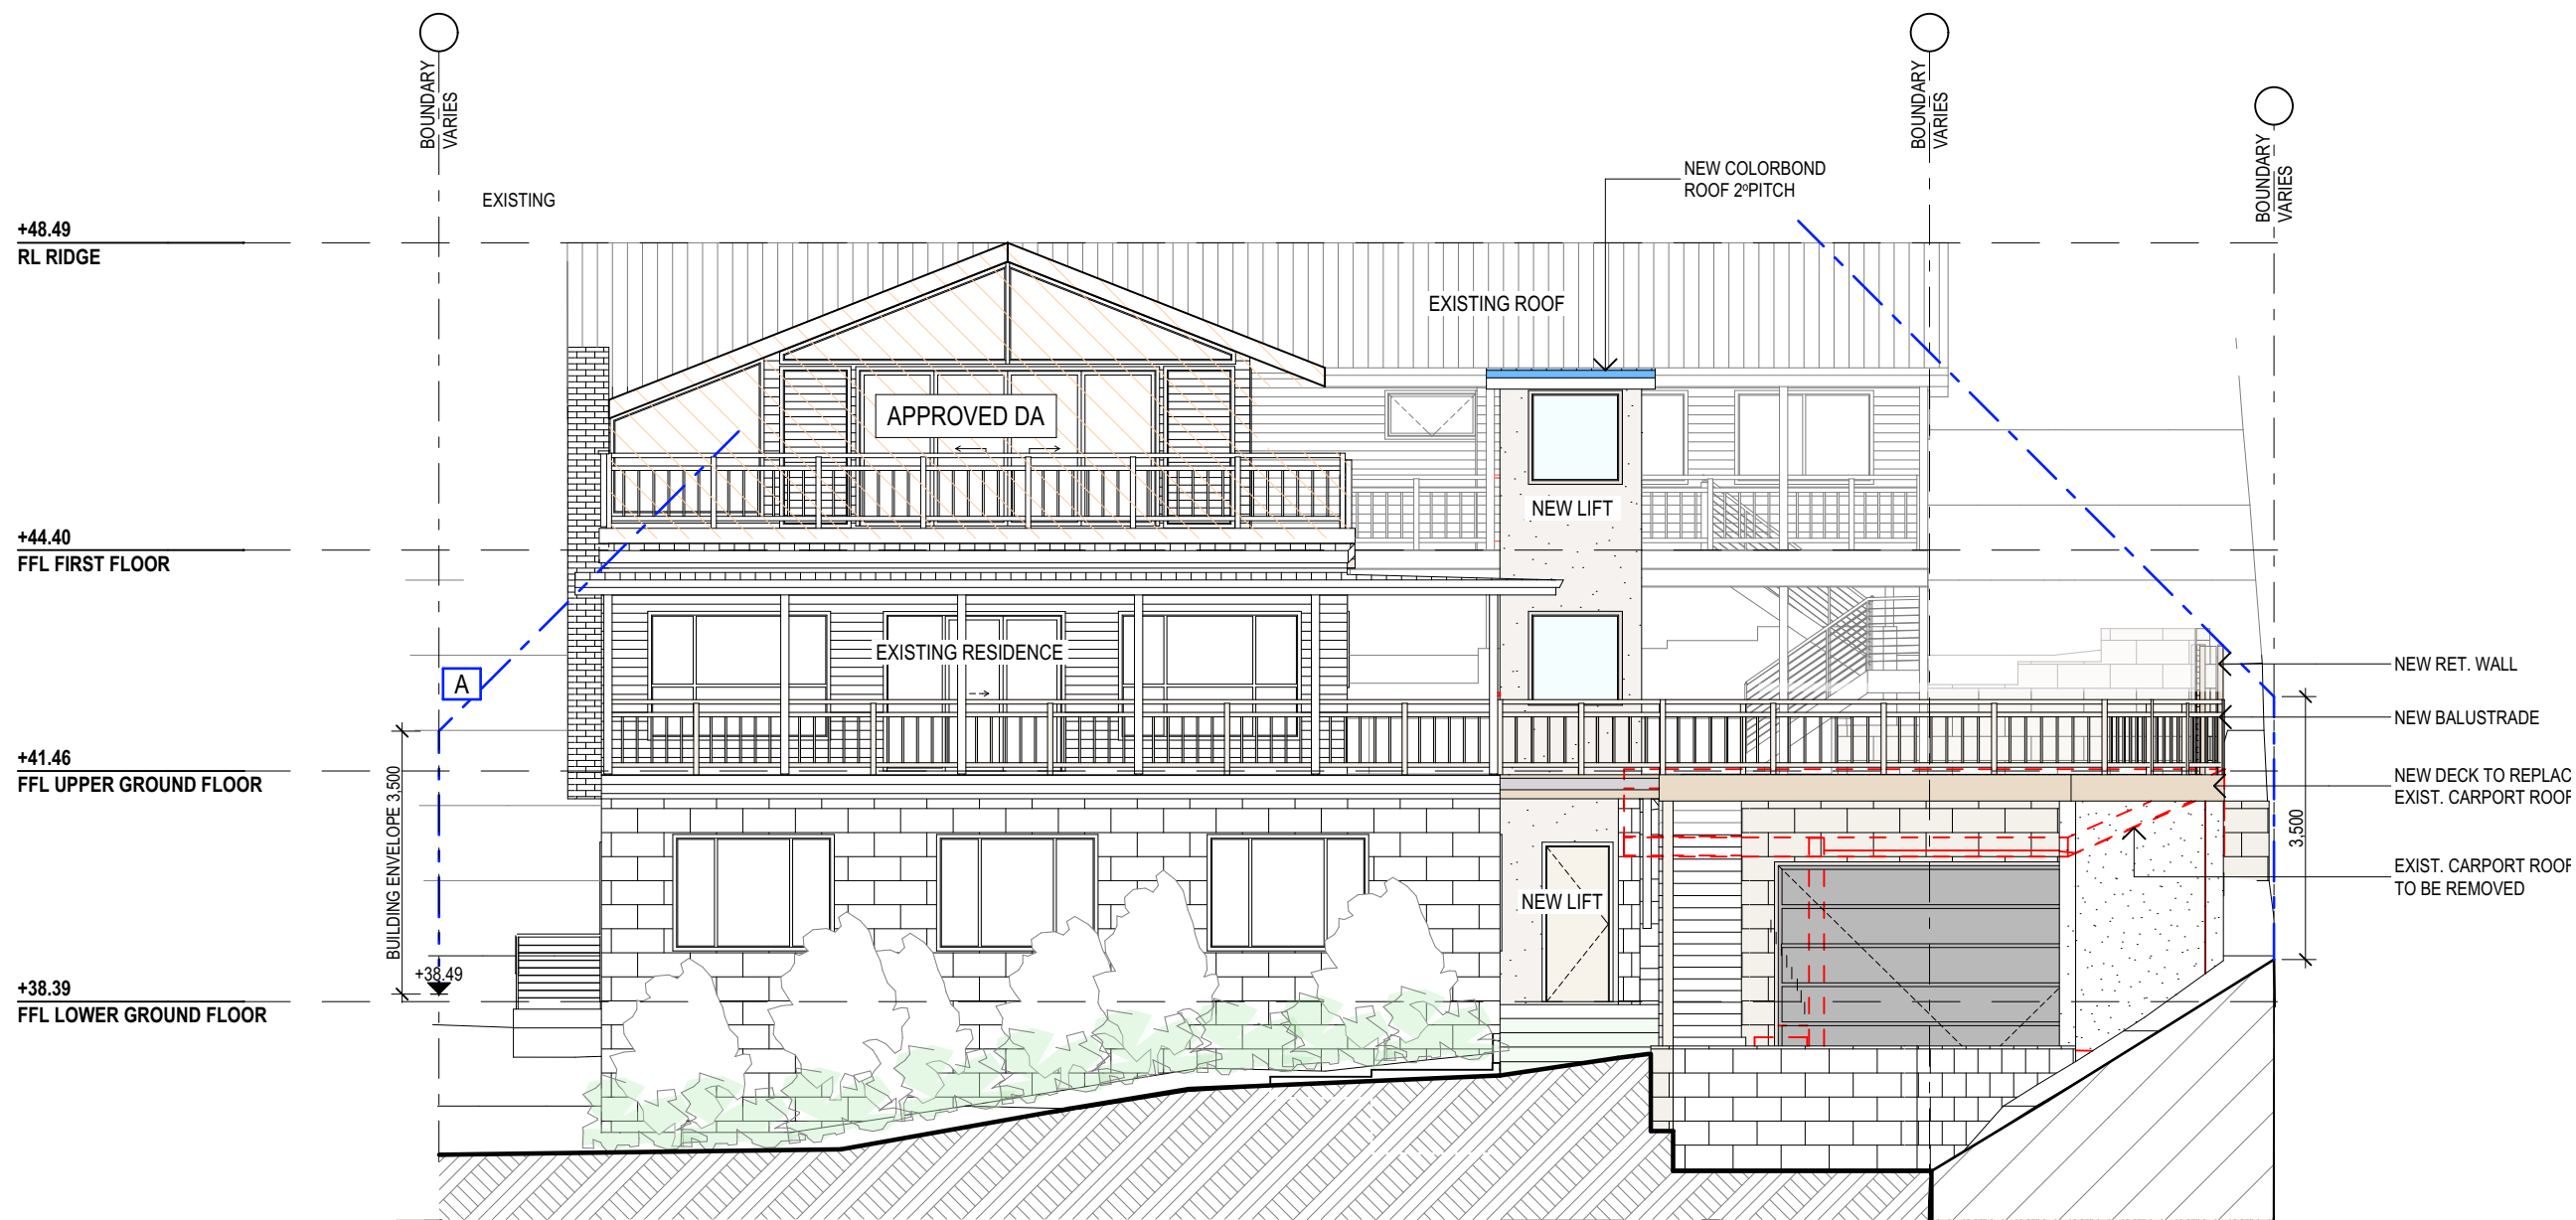 BOUNDARY
VARIES
BOUNDARY
VARIES
BOUNDARY
VARIES
EXISTING
NEW COLORBOND
ROOF 2ºPITCH
+48.49
RL RIDGE
EXISTING ROOF
APPROVED DA
NEW LIFT
+44.40
FFL FIRST FLOOR
EXISTING RESIDENCE
A
NEW RET. WALL
NEW BALUSTRADE
+41.46
FFL UPPER GROUND FLOOR
NEW DECK TO REPLAC
EXIST. CARPORT ROOF
BUILDING ENVELOPE 3,500
3,500
EXIST. CARPORT ROOF
TO BE REMOVED
NEW LIFT
+38.49
+38.39
FFL LOWER GROUND FLOOR